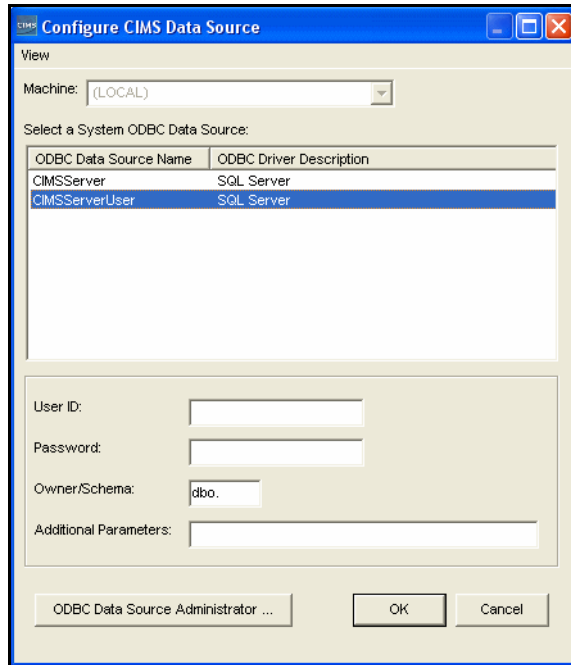 CIMS Configure CIMS Data Source
View
Machine: (LOCAL)
Select a System ODBC Data Source:
ODBC Data Source Name ODBC Driver Description
CIMSServer SQL Server
CIMSServerUser SQL Server
User ID:
Password:
Owner/Schema: dbo.
Additional Parameters:
ODBC Data Source Administrator ... OK Cancel